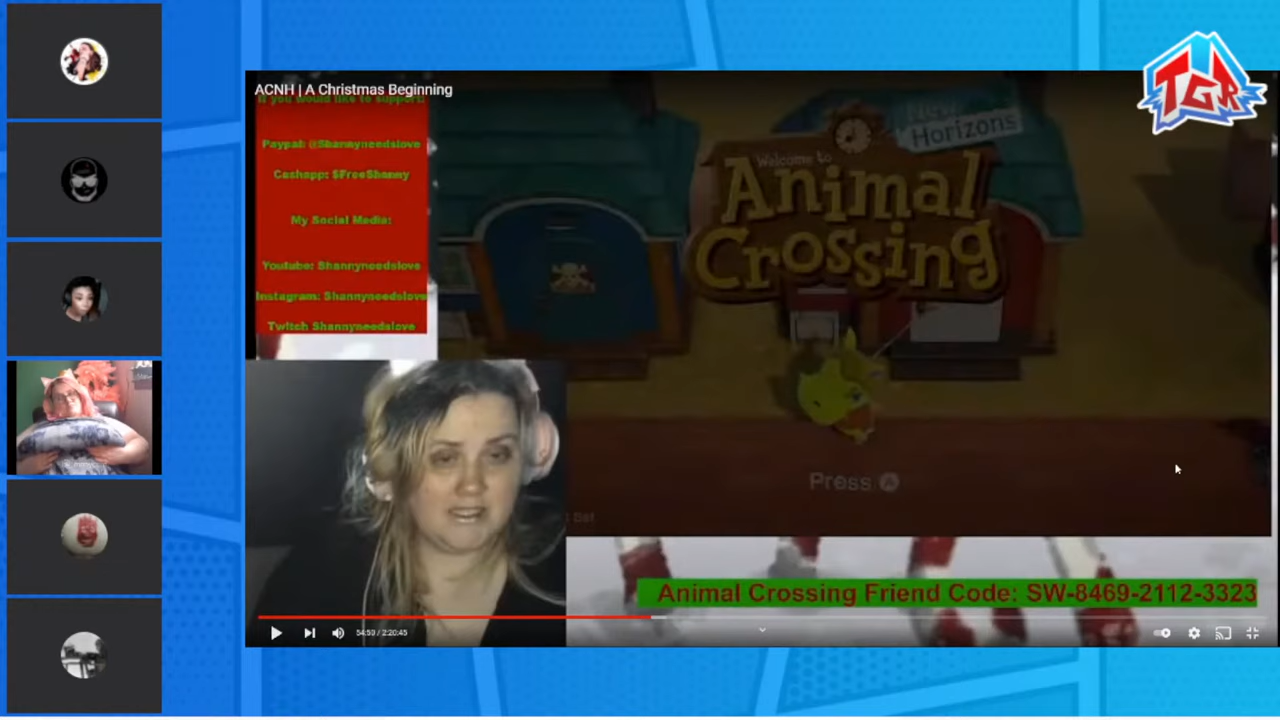 ACNH | A Christmas Beginning
If you would like to support:
Paypal: @Shannyneedslove
Cashapp: $FreeShanny
My Social Media:
Youtube: Shannyneedslove
Instagram: Shannyneedslove
Twitch Shannyneedslove
New
Horizons
Welcome to
Animal
Crossing
Press A
TGR
Animal Crossing Friend Code: SW-8469-2112-3323
54:59 / 2:20:45